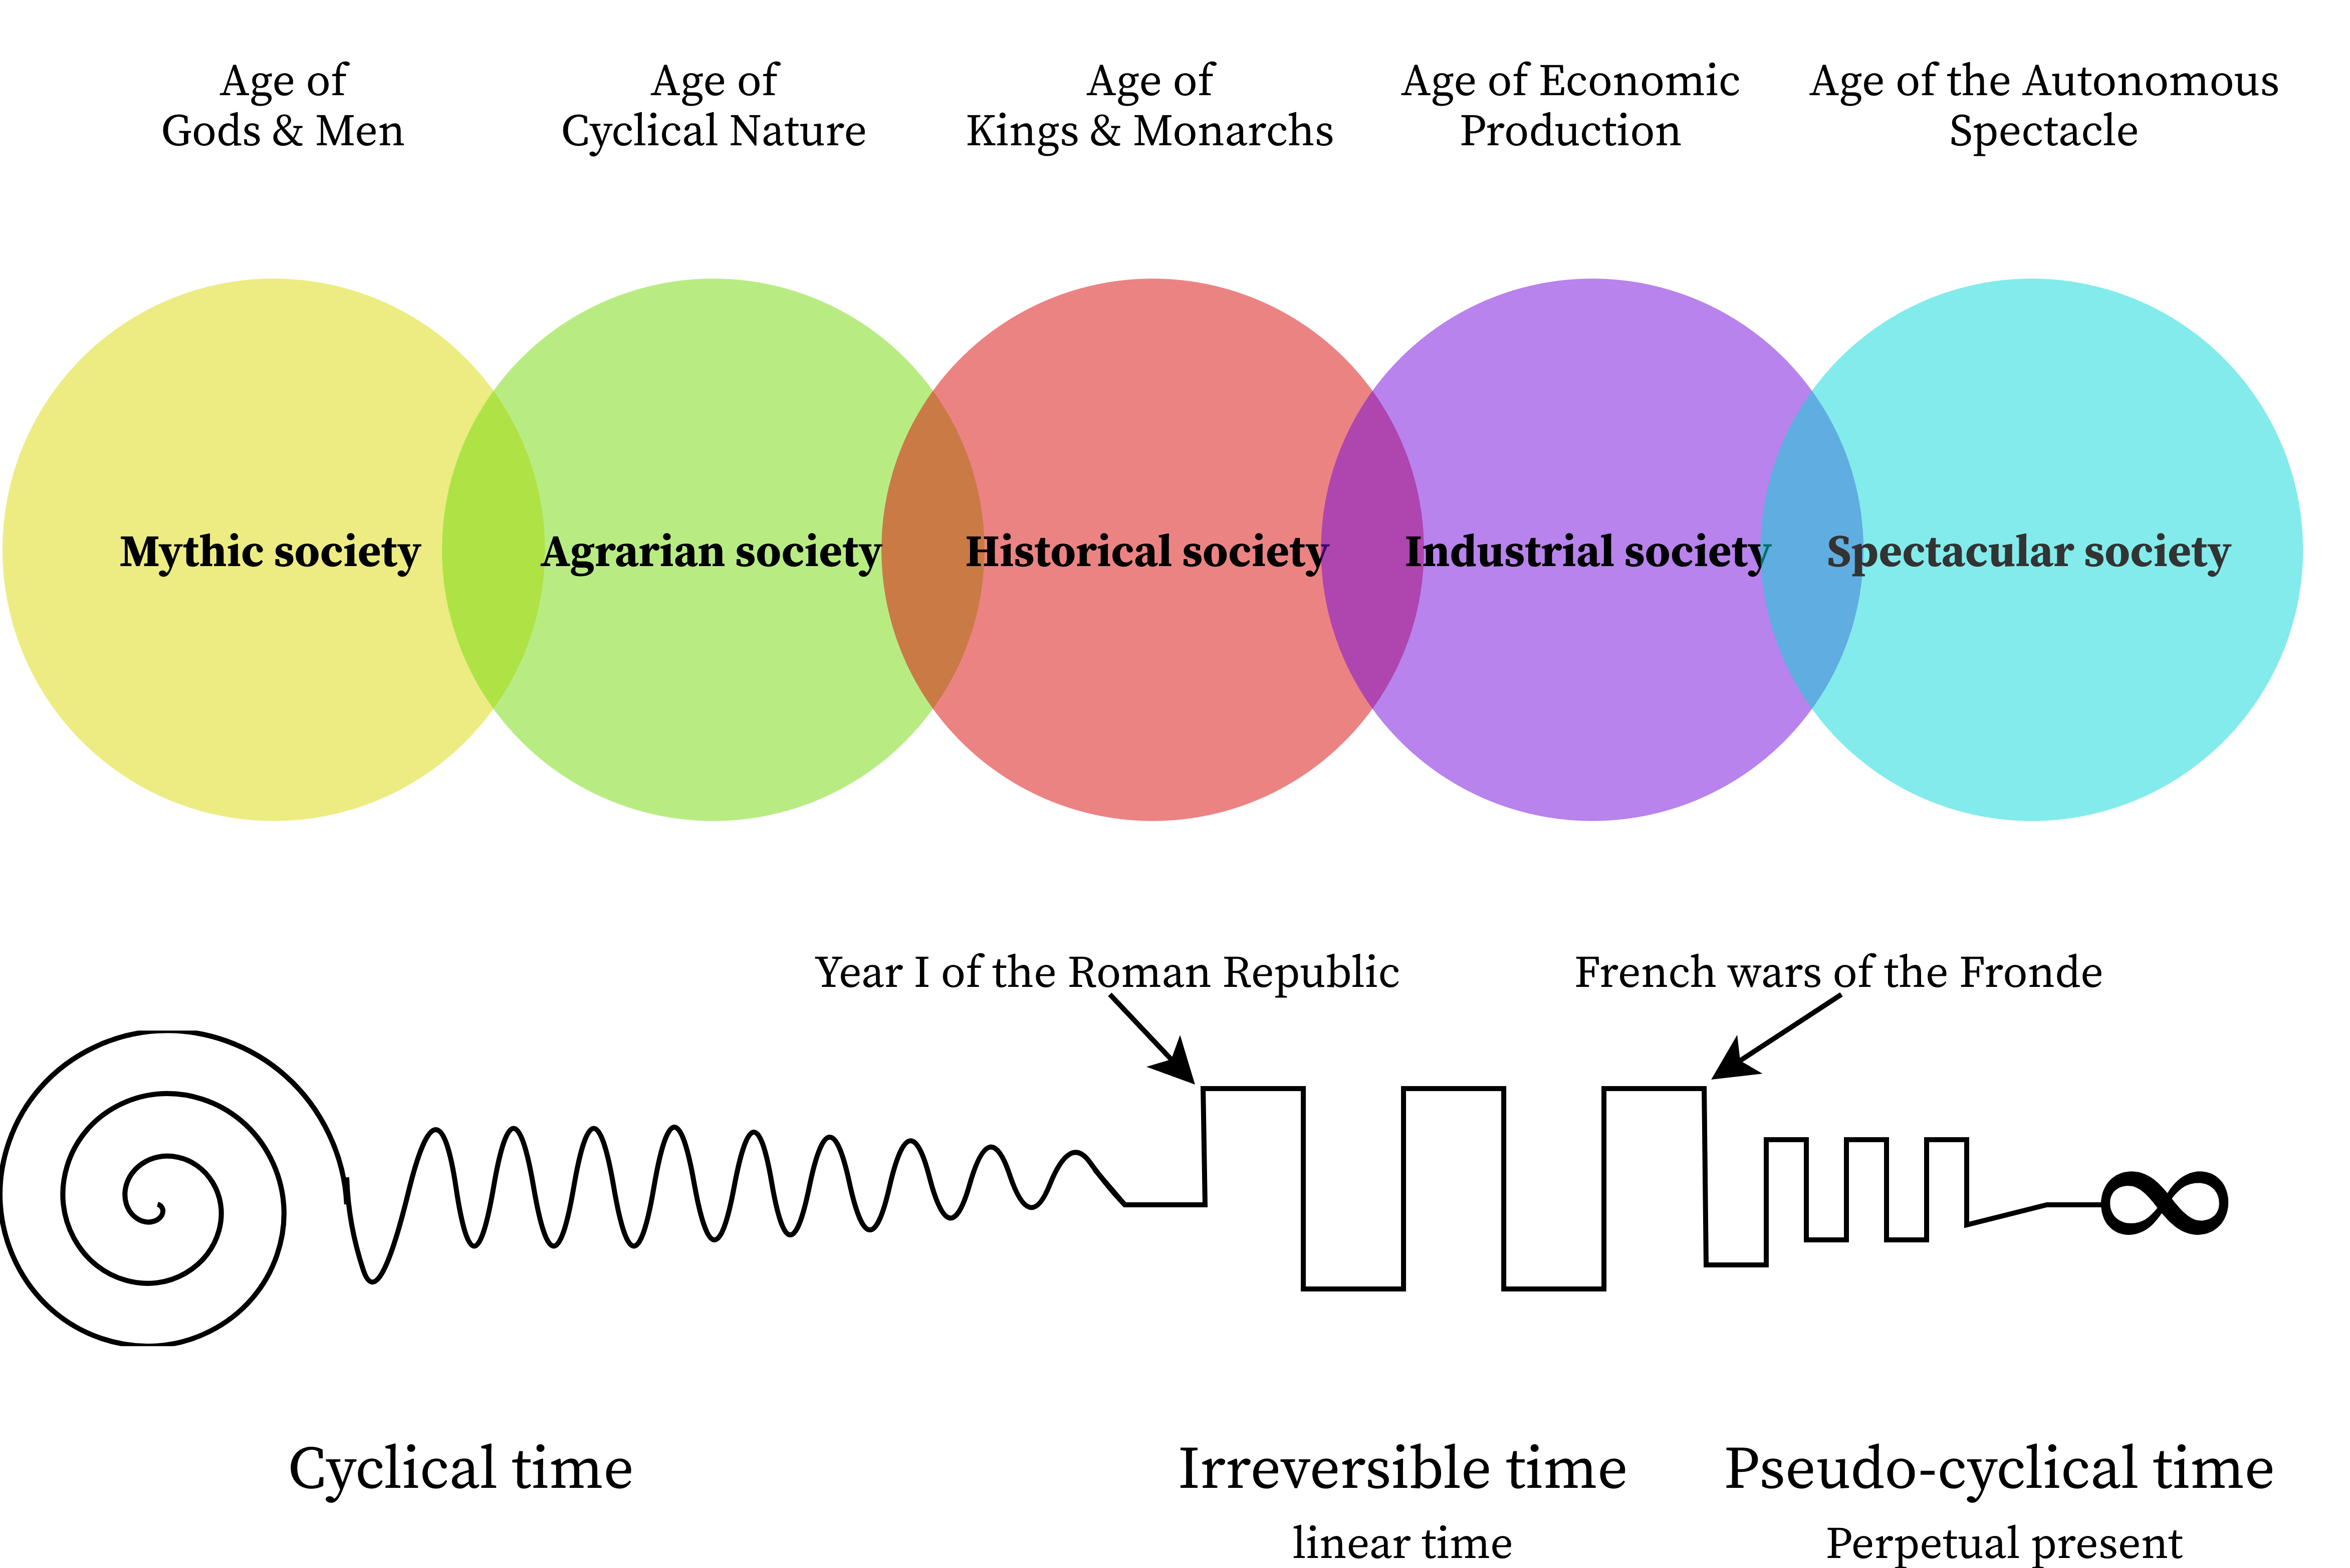 Age of
Gods & Men
Age of
Cyclical Nature
Age of
Kings & Monarchs
Age of Economic
Production
Age of the Autonomous
Spectacle
Mythic society
Agrarian society
Historical society
Industrial society
Spectacular society
Year I of the Roman Republic
French wars of the Fronde
Cyclical time
Irreversible time
linear time
Pseudo-cyclical time
Perpetual present